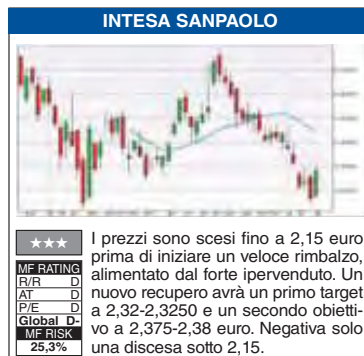 INTESA SANPAOLO
MF RATING
R/R D
AT D
P/E D
Global D-
MF RISK
25,3%
I prezzi sono scesi fino a 2,15 euro
prima di iniziare un veloce rimbalzo,
alimentato dal forte ipervenduto. Un
nuovo recupero avrà un primo target
a 2,32-2,3250 e un secondo obietti-
vo a 2,375-2,38 euro. Negativa solo
una discesa sotto 2,15.